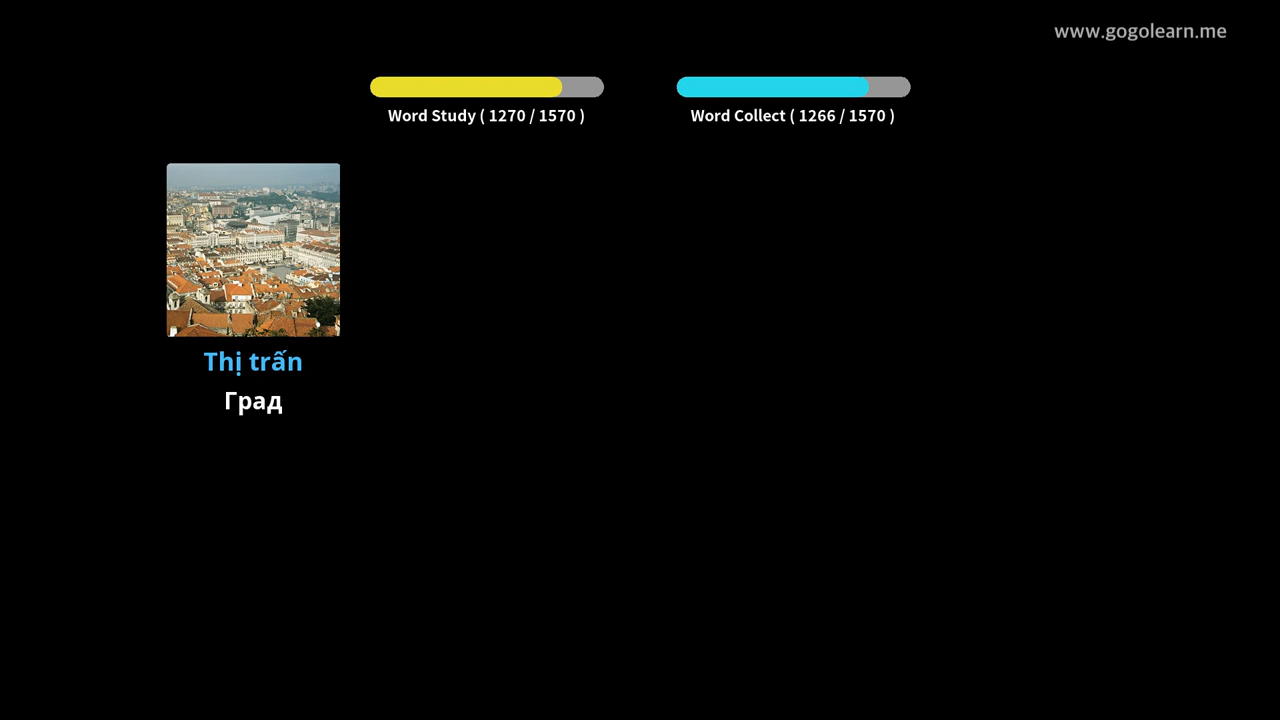 www.gogolearn.me
Word Study ( 1270 / 1570 )
Word Collect ( 1266 / 1570 )
Thị trấn
Град